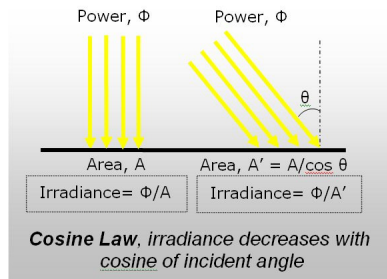 Power, Φ
Power, Φ
θ
Area, A
Area, A' = A/cos θ
Irradiance= Φ/A
Irradiance= Φ/A'
Cosine Law, irradiance decreases with
cosine of incident angle